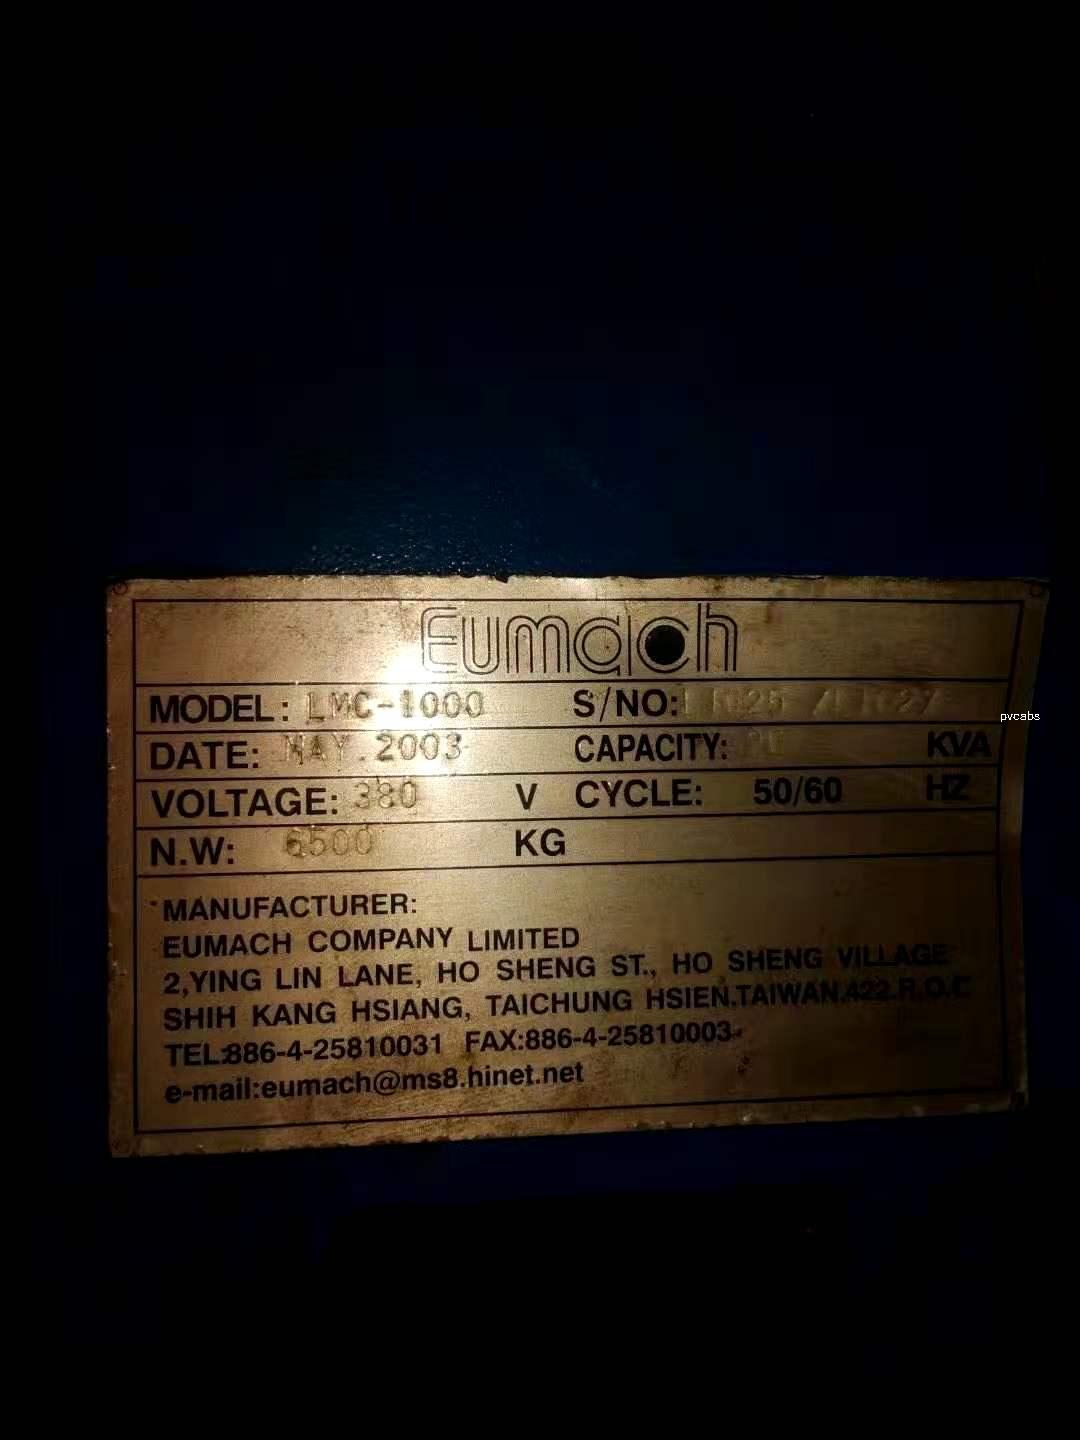 Eumach
MODEL: LMC-1000 S/NO:
DATE: MAY.2003 CAPACITY: KVA
VOLTAGE: 380 V CYCLE: 50/60 HZ
N.W: 6500 KG
MANUFACTURER:
EUMACH COMPANY LIMITED
2,YING LIN LANE, HO SHENG ST., HO SHENG VILLAGE
SHIH KANG HSIANG, TAICHUNG HSIEN.TAIWAN.422.R.O.C
TEL:886-4-25810031 FAX:886-4-25810003
e-mail:eumach@ms8.hinet.net
pvcabs